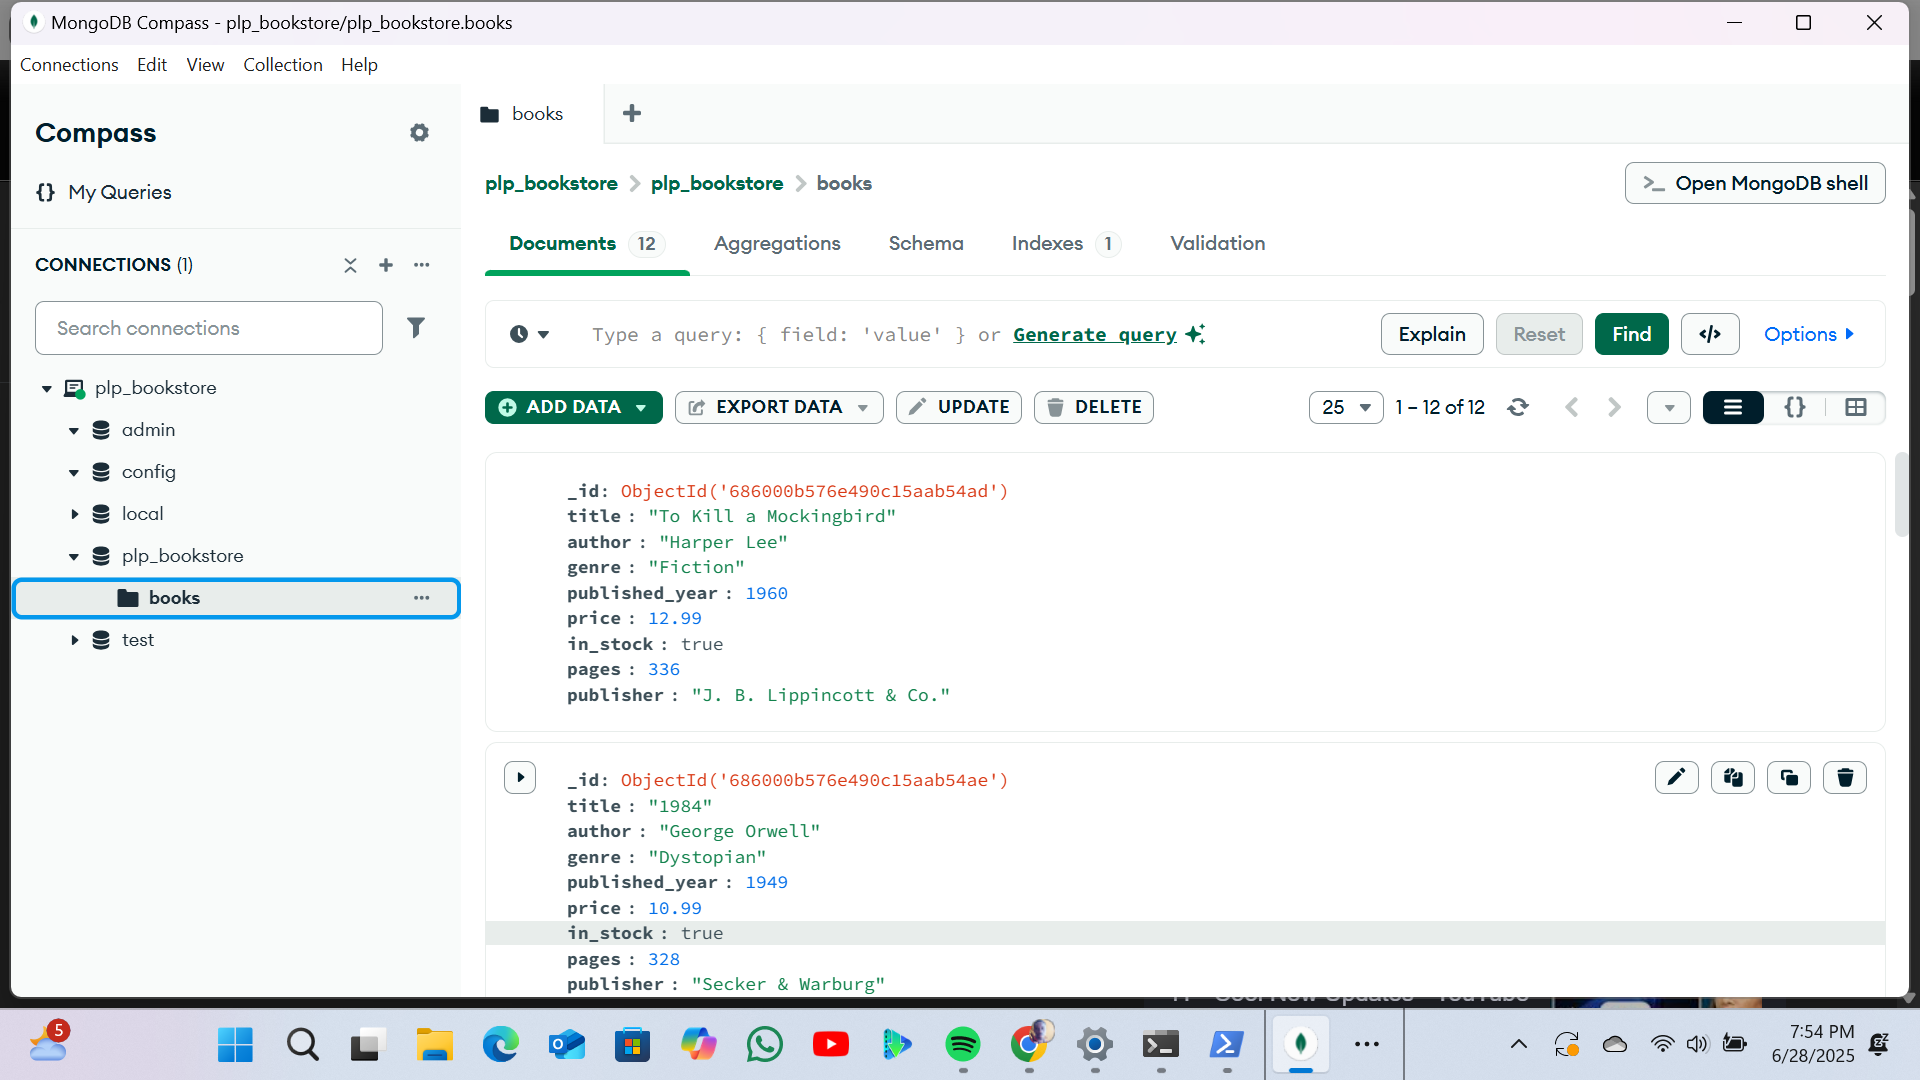 MongoDB Compass - plp_bookstore/plp_bookstore.books
Connections Edit View Collection Help
Compass
{} My Queries
CONNECTIONS (1)
Search connections
plp_bookstore
admin
config
local
plp_bookstore
books
test
books
plp_bookstore > plp_bookstore > books
>_ Open MongoDB shell
Documents 12 Aggregations Schema Indexes 1 Validation
Type a query: { field: 'value' } or Generate query
Explain Reset Find </> Options
ADD DATA EXPORT DATA UPDATE DELETE
25 1 – 12 of 12 {}
_id: ObjectId('686000b576e490c15aab54ad')
title : "To Kill a Mockingbird"
author : "Harper Lee"
genre : "Fiction"
published_year : 1960
price : 12.99
in_stock : true
pages : 336
publisher : "J. B. Lippincott & Co."
_id: ObjectId('686000b576e490c15aab54ae')
title : "1984"
author : "George Orwell"
genre : "Dystopian"
published_year : 1949
price : 10.99
in_stock : true
pages : 328
publisher : "Secker & Warburg"
5
7:54 PM
6/28/2025